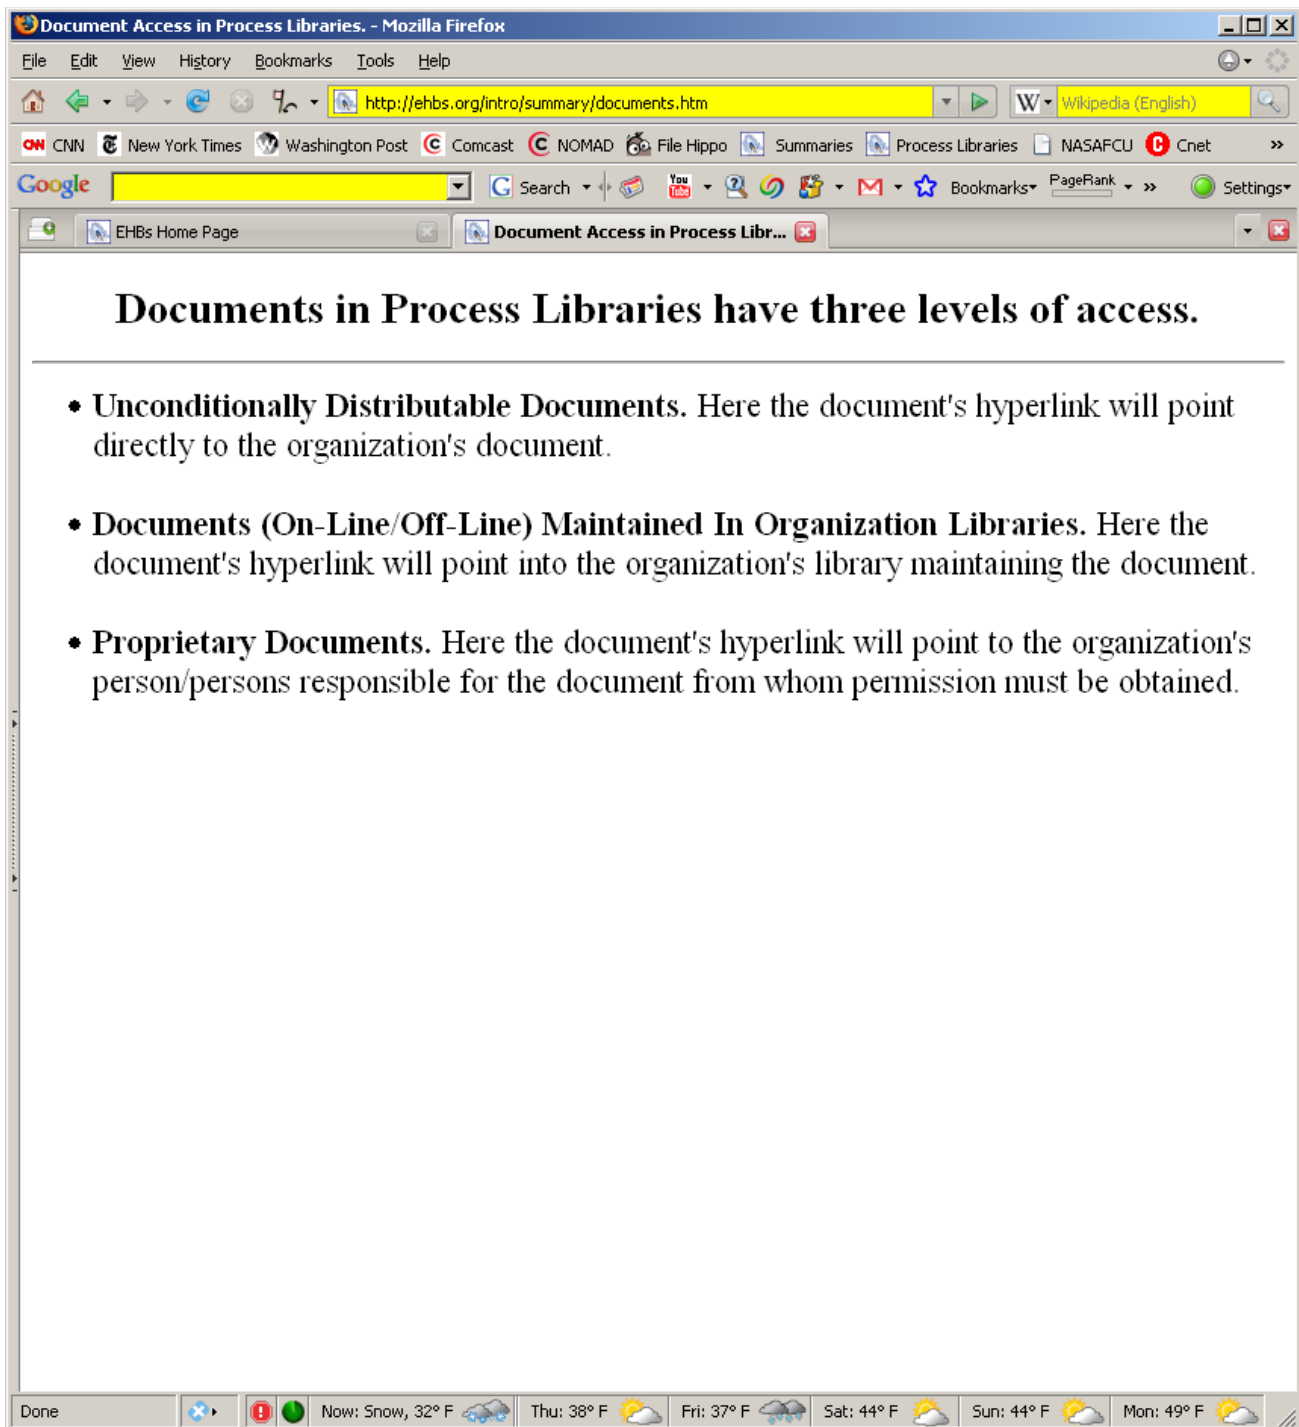 Document Access in Process Libraries. - Mozilla Firefox
File Edit View History Bookmarks Tools Help
http://ehbs.org/intro/summary/documents.htm W Wikipedia (English)
CNN CNN New York Times Washington Post Comcast NOMAD File Hippo Summaries Process Libraries NASAFCU Cnet »
Google G Search You Tube Bookmarks PageRank » Settings
EHBs Home Page Document Access in Process Libr...
Documents in Process Libraries have three levels of access.
• Unconditionally Distributable Documents. Here the document's hyperlink will point
directly to the organization's document.
• Documents (On-Line/Off-Line) Maintained In Organization Libraries. Here the
document's hyperlink will point into the organization's library maintaining the document.
• Proprietary Documents. Here the document's hyperlink will point to the organization's
person/persons responsible for the document from whom permission must be obtained.
Done Now: Snow, 32° F Thu: 38° F Fri: 37° F Sat: 44° F Sun: 44° F Mon: 49° F